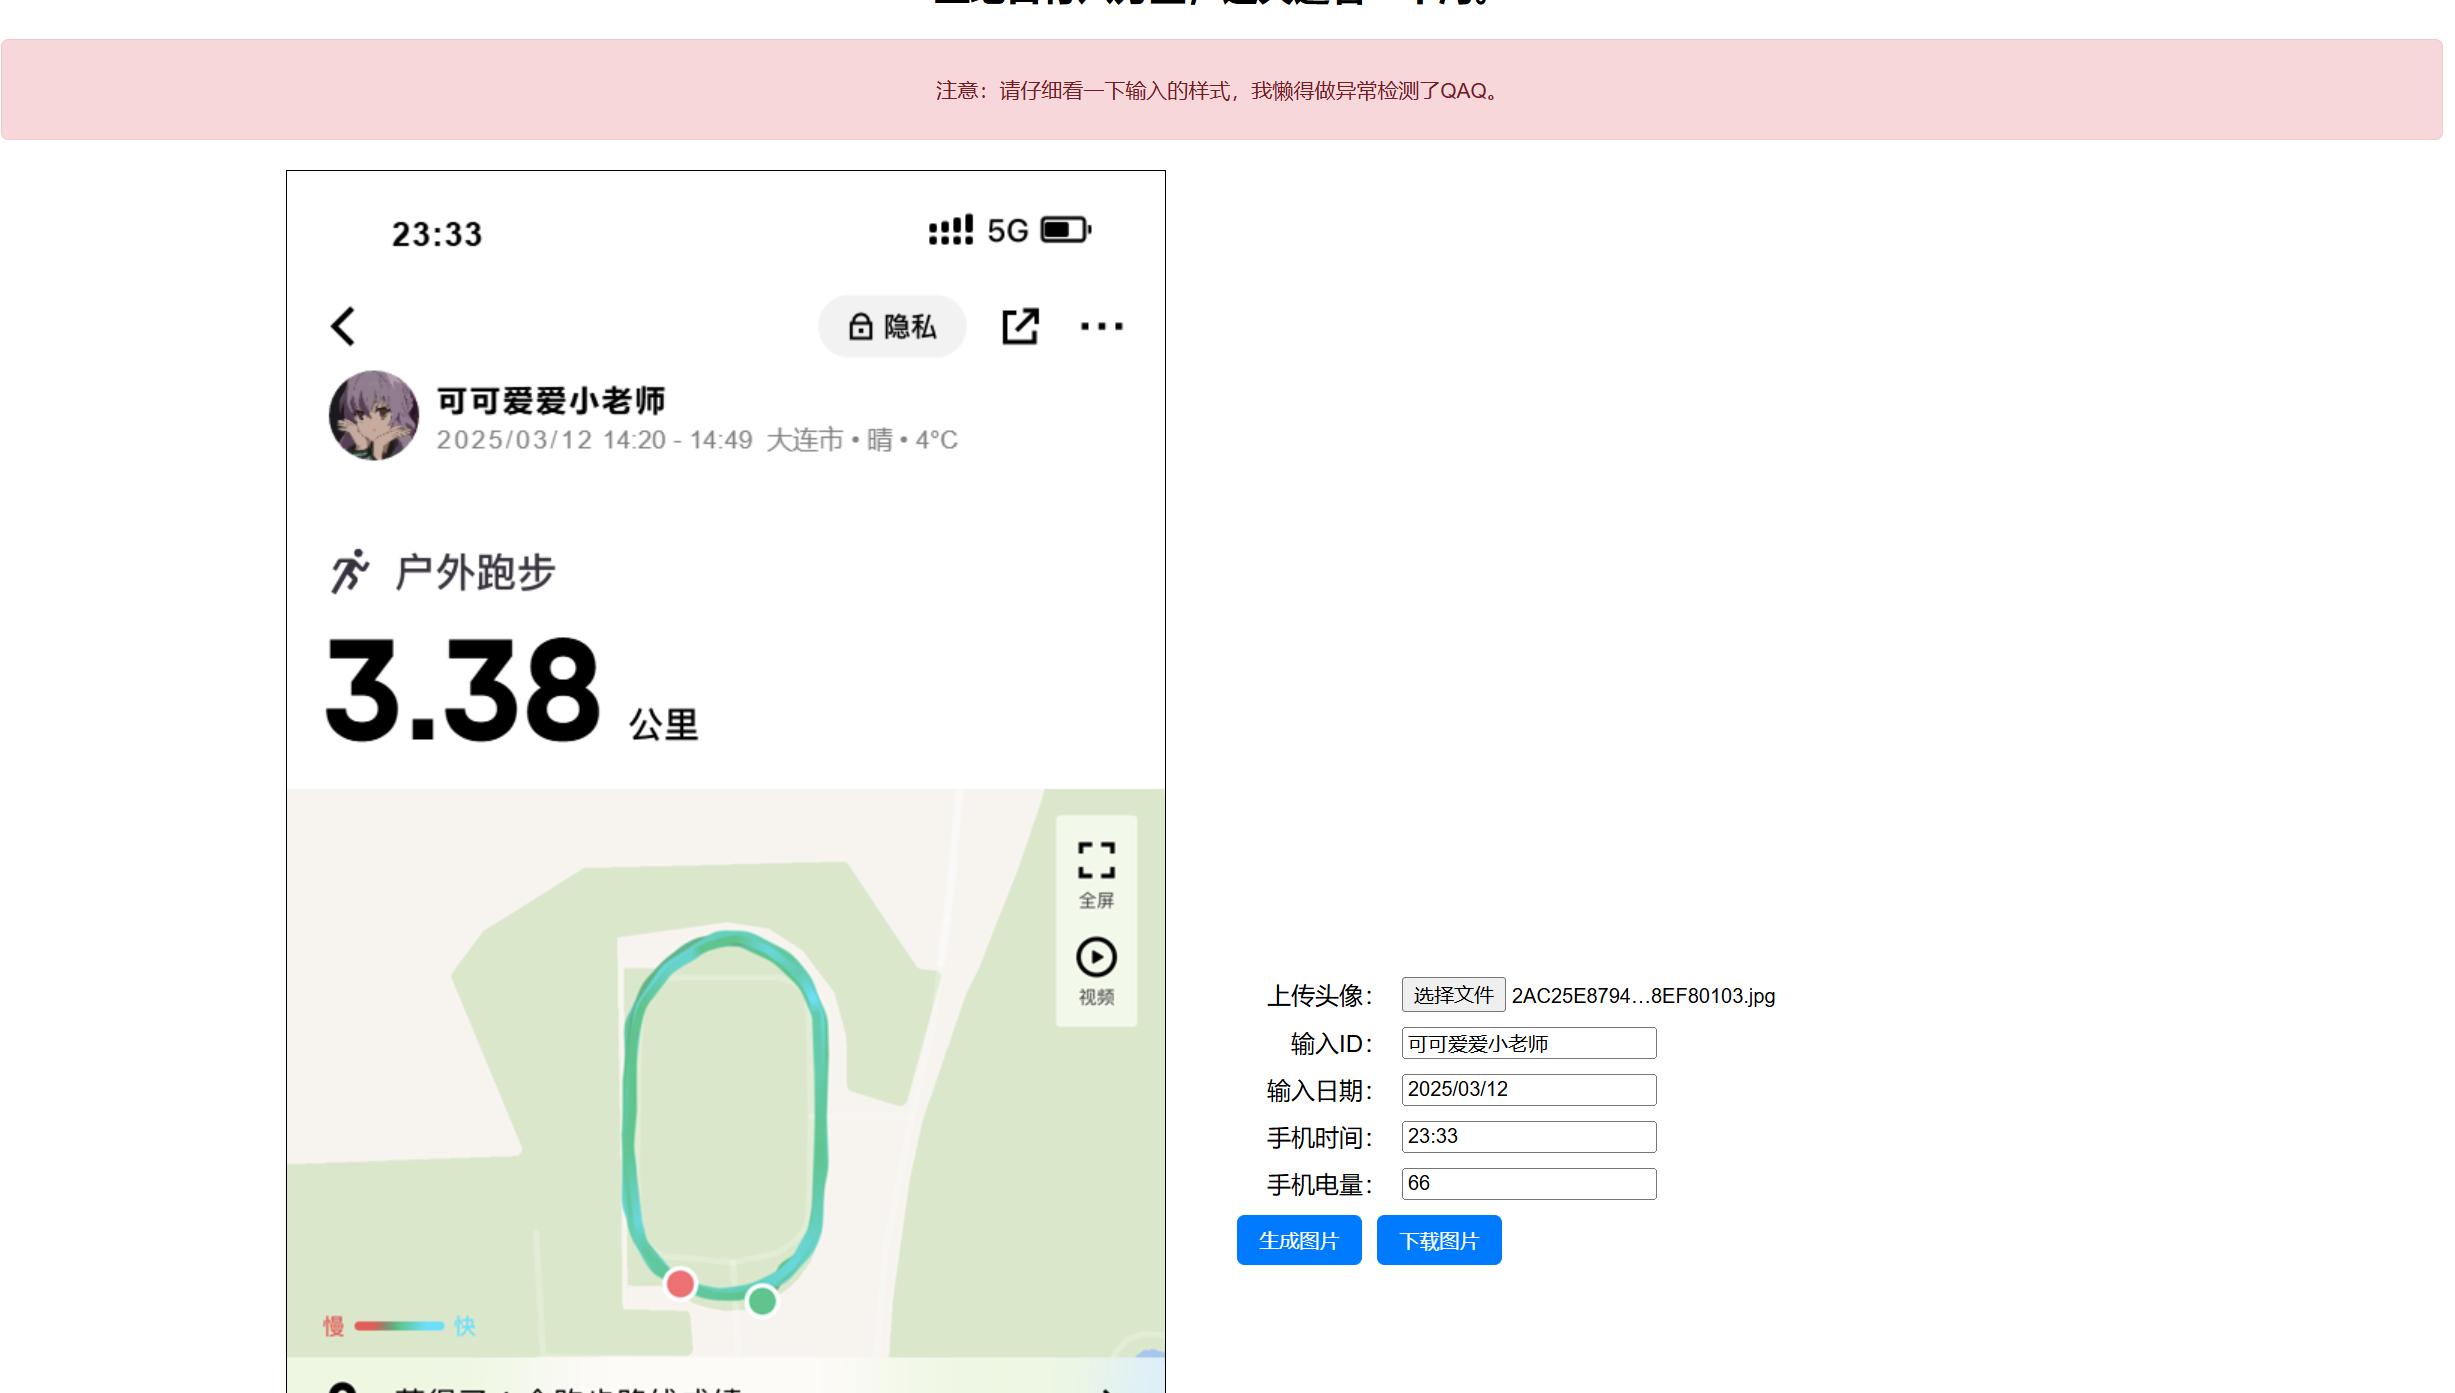 注意：请仔细看一下输入的样式，我懒得做异常检测了QAQ。
23:33
5G
隐私
可可爱爱小老师
2025/03/12 14:20 - 14:49 大连市 • 晴 • 4°C
户外跑步
3.38 公里
全屏
视频
慢 快
上传头像： 选择文件 2AC25E8794…8EF80103.jpg
输入ID： 可可爱爱小老师
输入日期： 2025/03/12
手机时间： 23:33
手机电量： 66
生成图片 下载图片